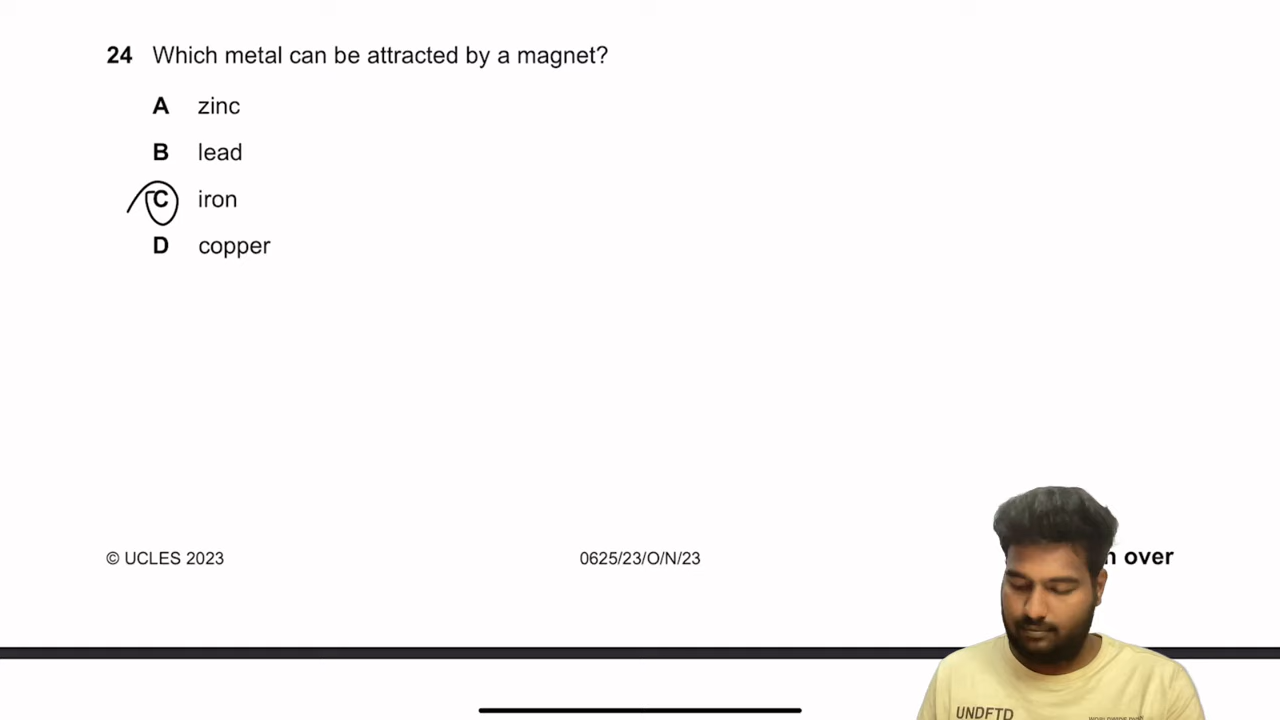 24 Which metal can be attracted by a magnet?
A zinc
B lead
C iron
D copper
© UCLES 2023
0625/23/O/N/23
over
UNDFTD